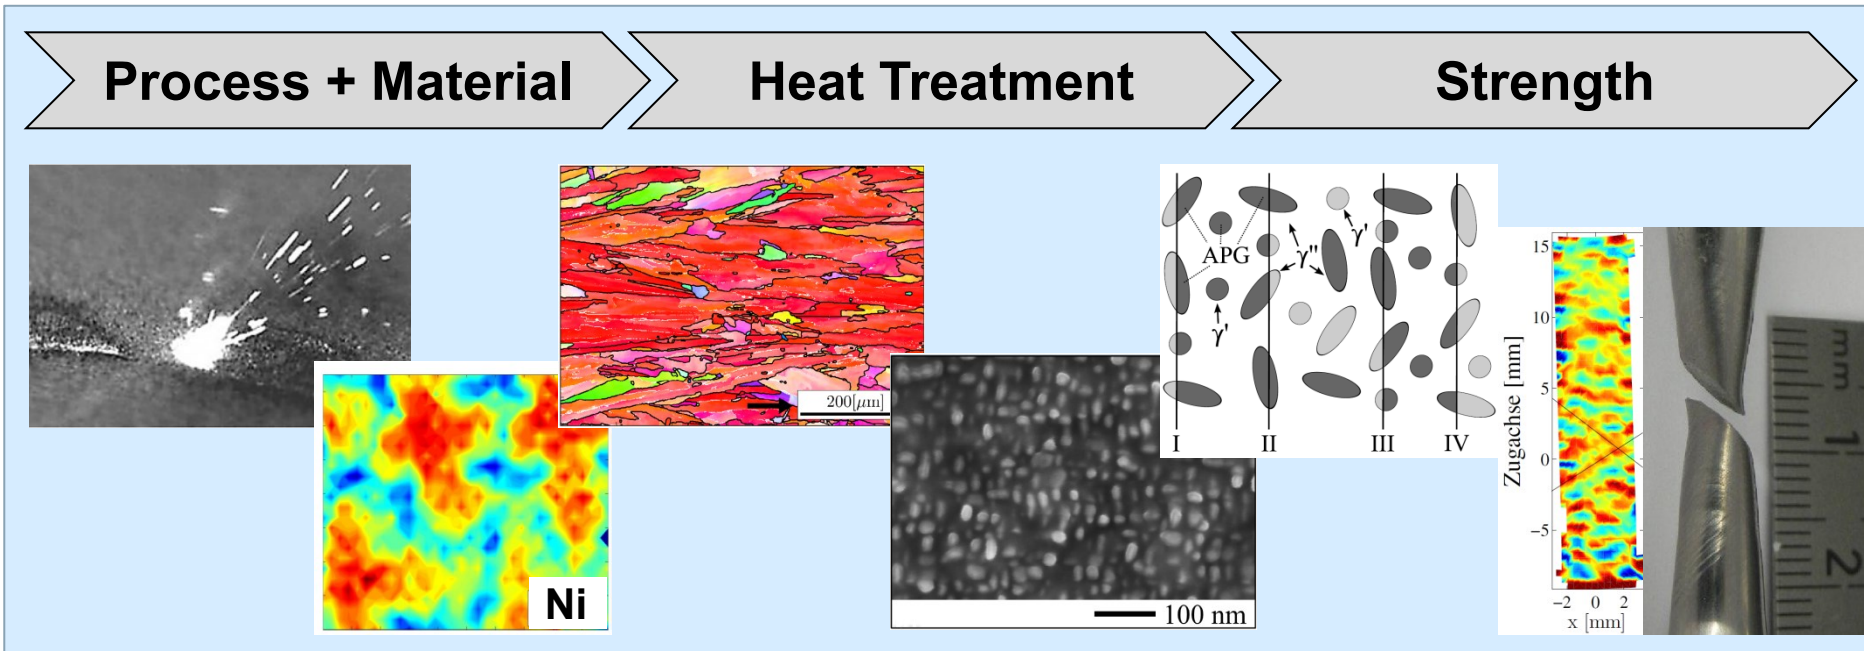 Process + Material
Heat Treatment
Strength
Ni
200[μm]
100 nm
APG
γ''
γ'
γ'
I
II
III
IV
Zugachse [mm]
15
10
5
0
−5
−2
0
2
x [mm]
mm
1
2